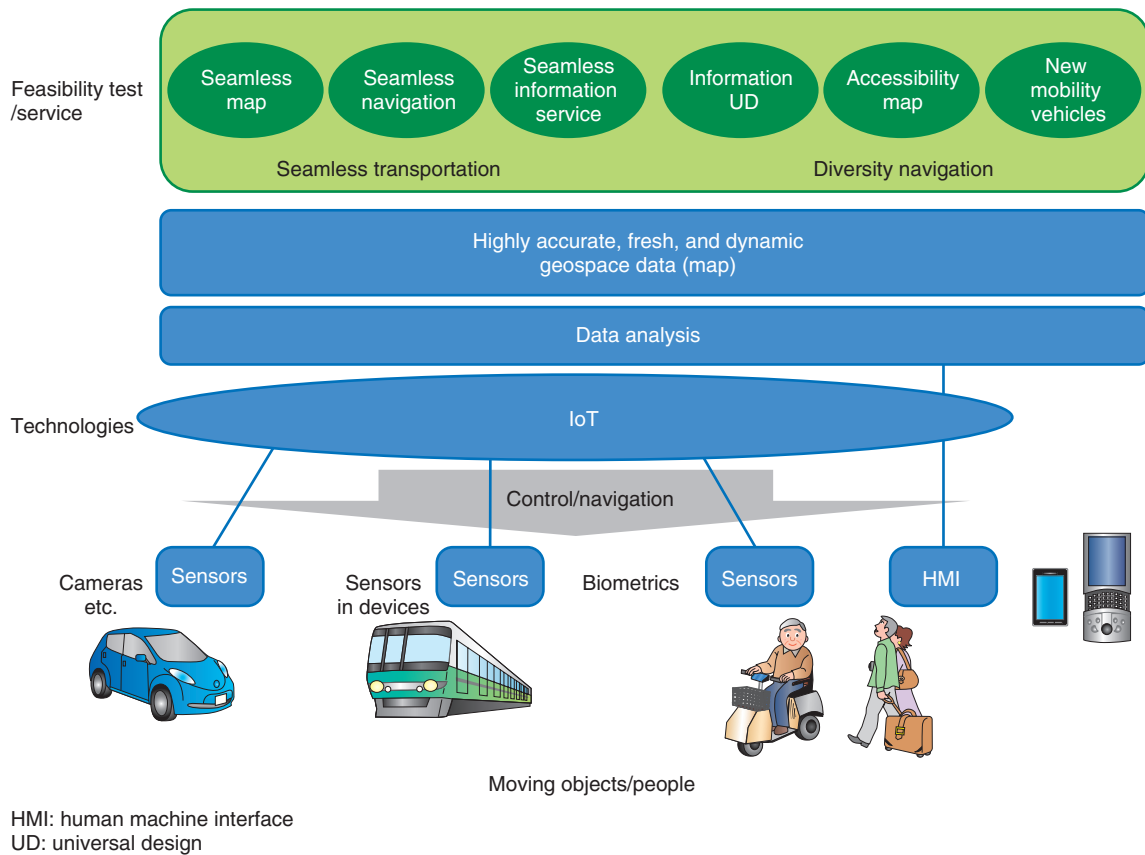 Feasibility test
/service
Seamless
map
Seamless
navigation
Seamless
information
service
Information
UD
Accessibility
map
New
mobility
vehicles
Seamless transportation
Diversity navigation
Highly accurate, fresh, and dynamic
geospace data (map)
Data analysis
Technologies
IoT
Control/navigation
Cameras
etc.
Sensors
Sensors
in devices
Sensors
Biometrics
Sensors
HMI
Moving objects/people
HMI: human machine interface
UD: universal design